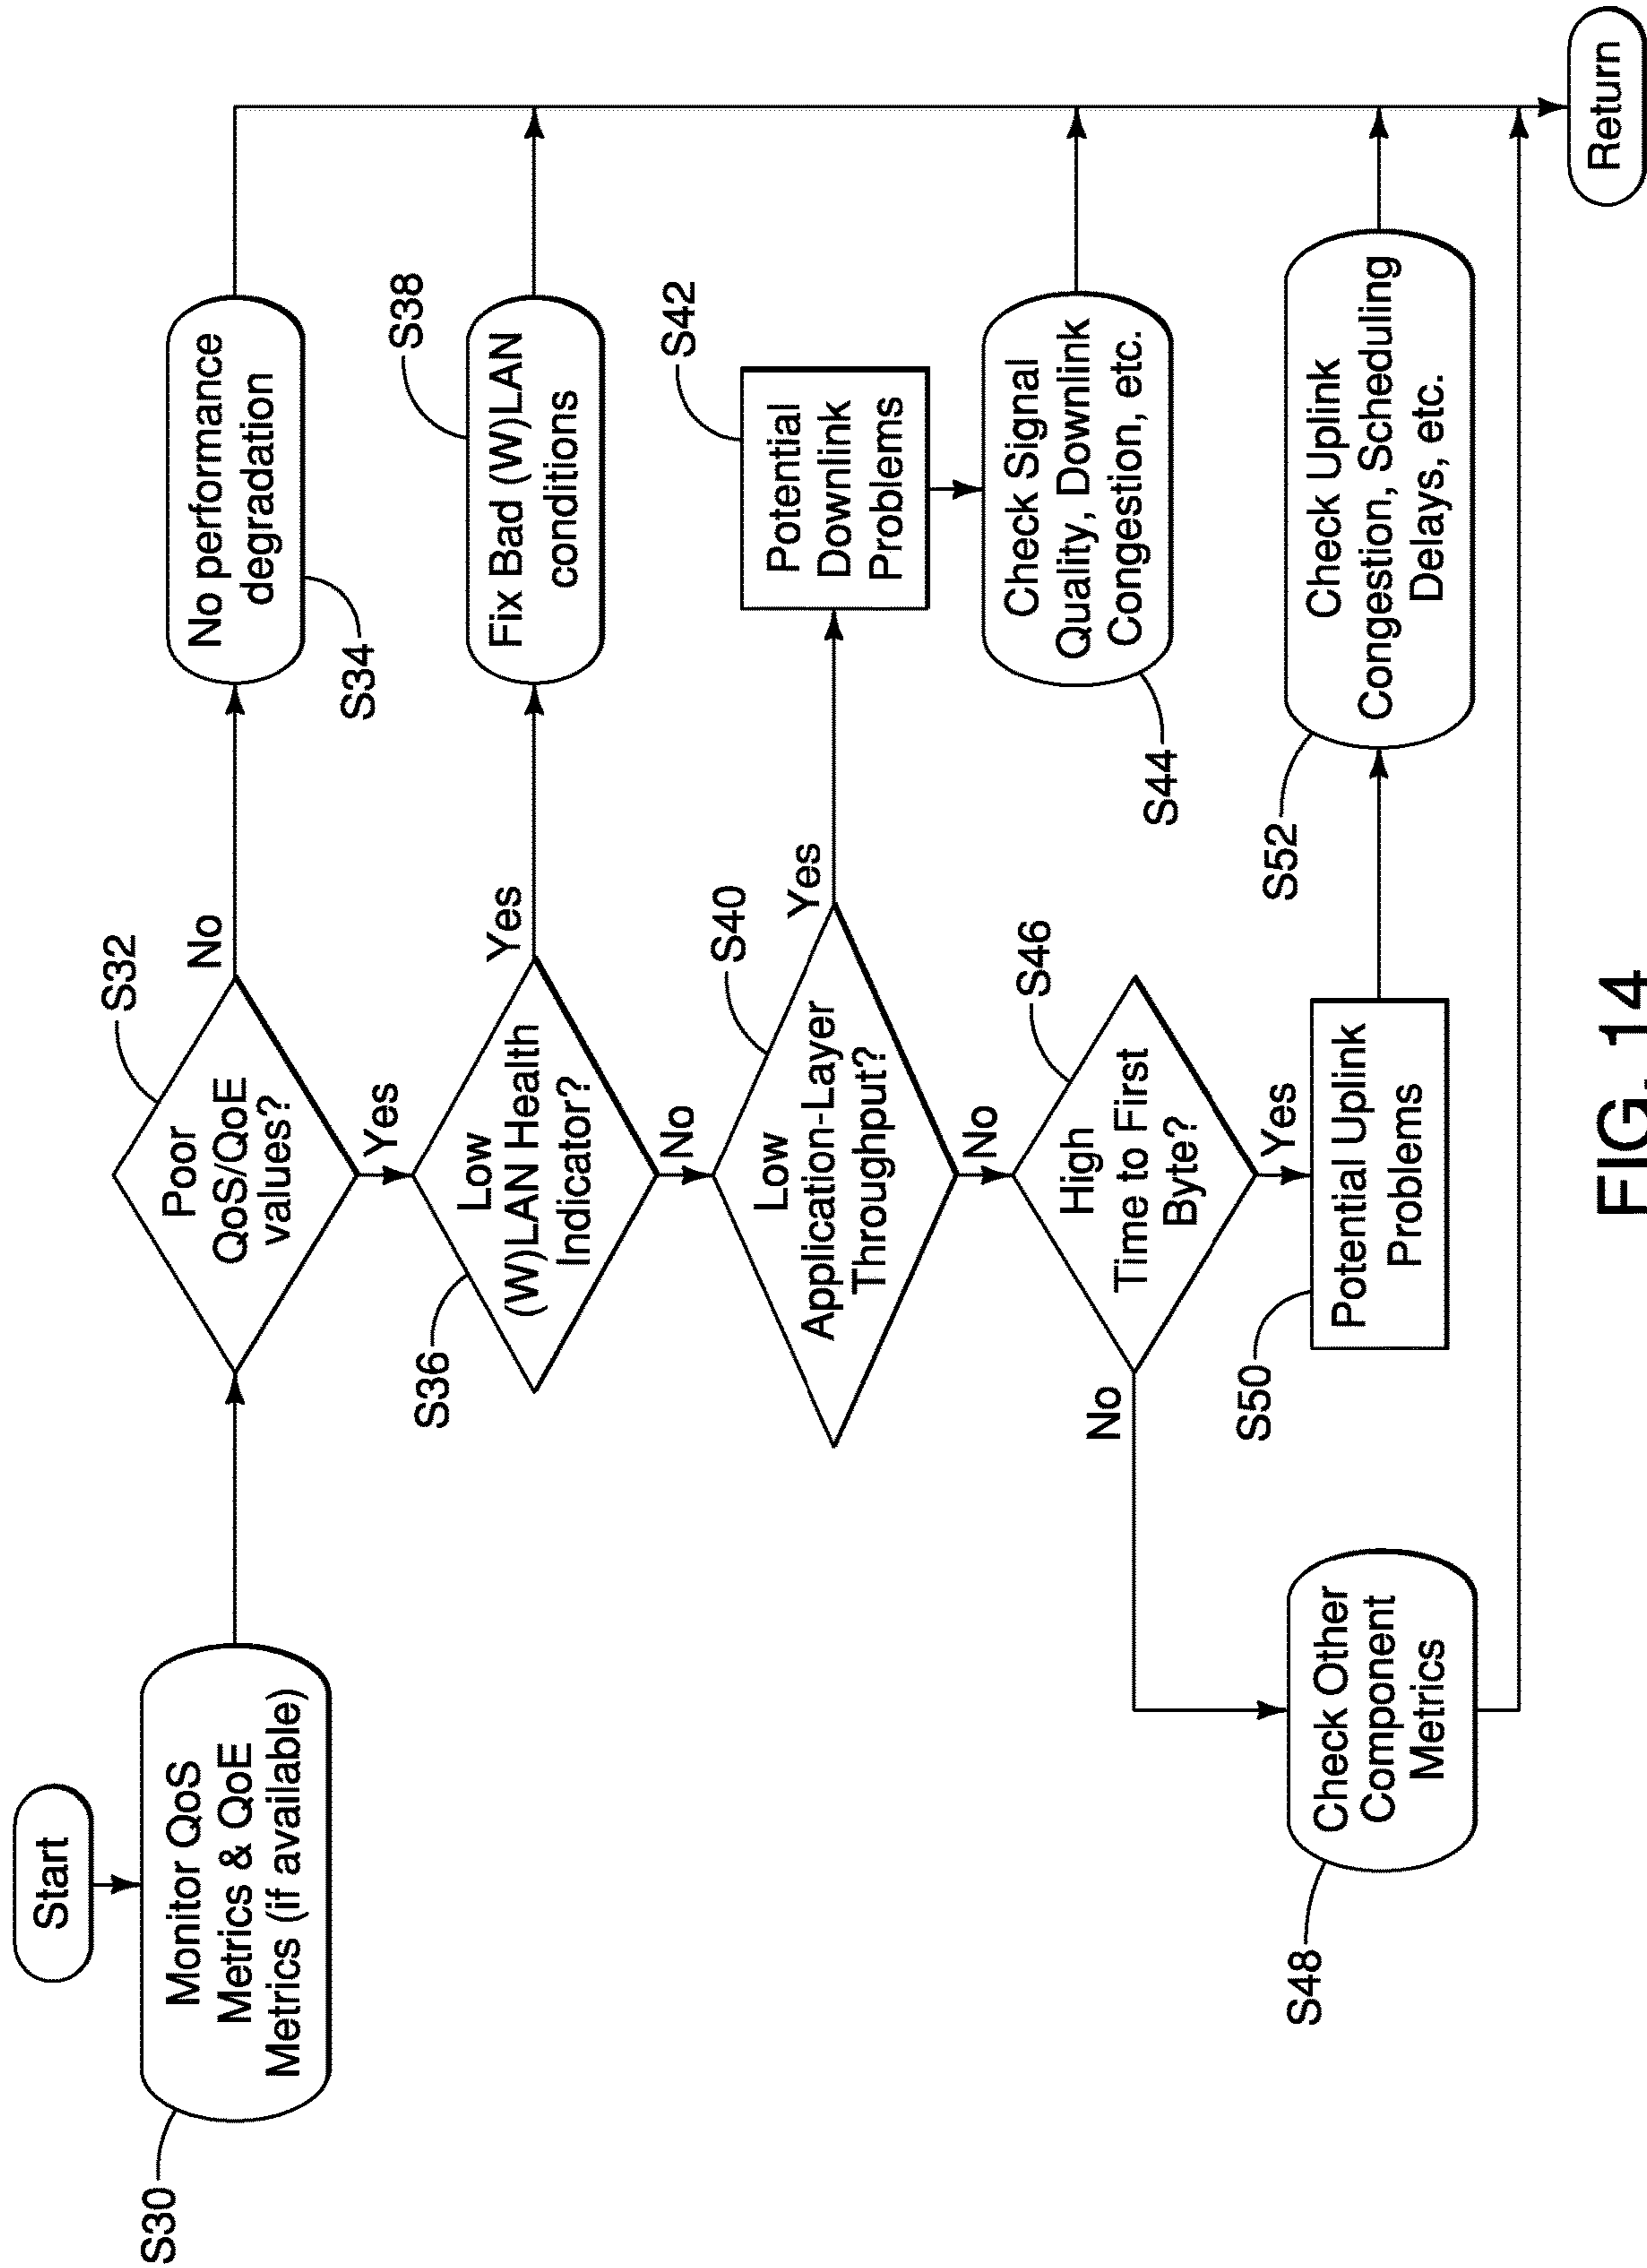 Start
S30
Monitor QoS
Metrics & QoE
Metrics (if available)
S32
Poor
QoS/QoE
values?
No
Yes
No performance
degradation
S34
S36
Low
(W)LAN Health
Indicator?
Yes
No
S38
Fix Bad (W)LAN
conditions
S40
Low
Application-Layer
Throughput?
Yes
No
S42
Potential
Downlink
Problems
S44
Check Signal
Quality, Downlink
Congestion, etc.
S46
High
Time to First
Byte?
No
Yes
S48
Check Other
Component
Metrics
S50
Potential Uplink
Problems
S52
Check Uplink
Congestion, Scheduling
Delays, etc.
Return
FIG. 14